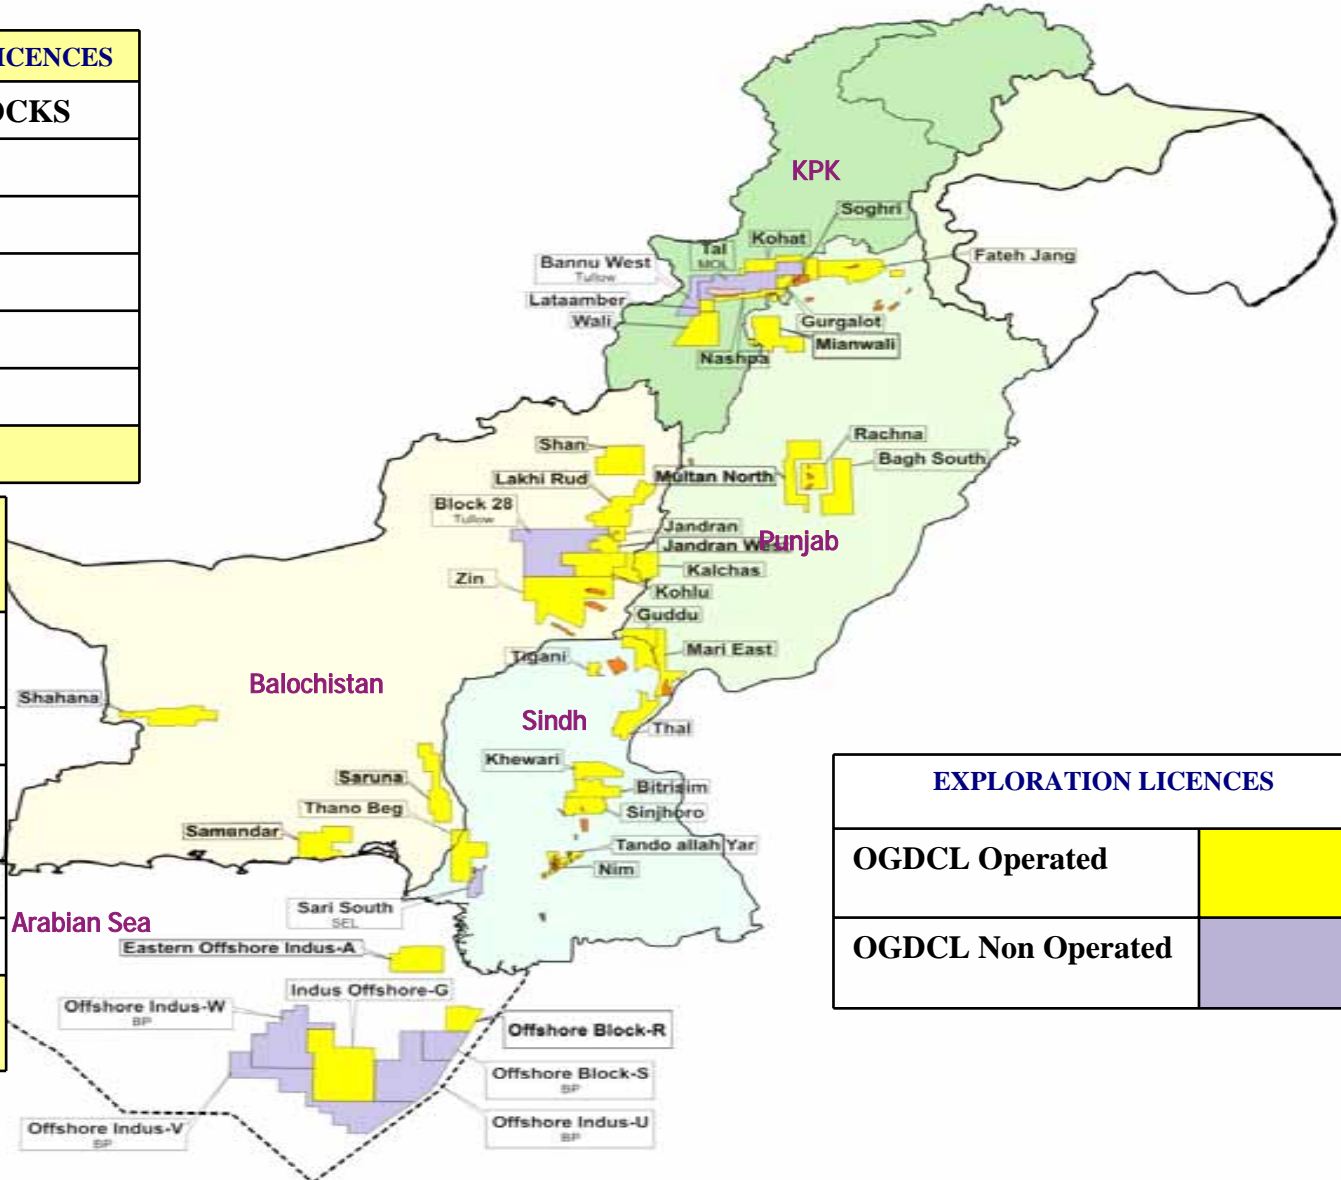 ICENCES
OCKS
KPK
Soghri
Kohat
Tal
MOL
Fateh Jang
Bannu West
Tullow
Lataamber
Wali
Gurgalot
Mianwali
Nashpa
Shan
Rachna
Bagh South
Lakhi Rud
Multan North
Block 28
Tullow
Jandran
Jandran West
Punjab
Kalchas
Zin
Kohlu
Guddu
Mari East
Tigani
Balochistan
Shahana
Sindh
Thal
Khewari
Saruna
Bitrisim
Thano Beg
Sinjhoro
Samandar
Tando allah Yar
Nim
Sari South
SEL
Arabian Sea
Eastern Offshore Indus-A
Indus Offshore-G
Offshore Indus-W
BP
Offshore Block-R
Offshore Block-S
BP
Offshore Indus-V
BP
Offshore Indus-U
BP
EXPLORATION LICENCES
OGDCL Operated
OGDCL Non Operated